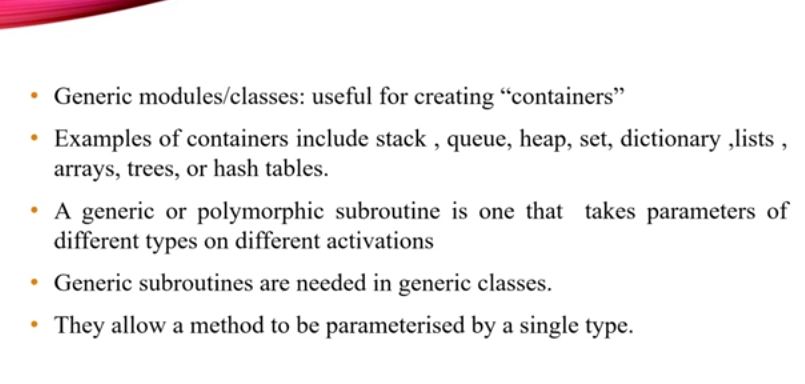 • Generic modules/classes: useful for creating “containers”
• Examples of containers include stack , queue, heap, set, dictionary ,lists ,
arrays, trees, or hash tables.
• A generic or polymorphic subroutine is one that takes parameters of
different types on different activations
• Generic subroutines are needed in generic classes.
• They allow a method to be parameterised by a single type.